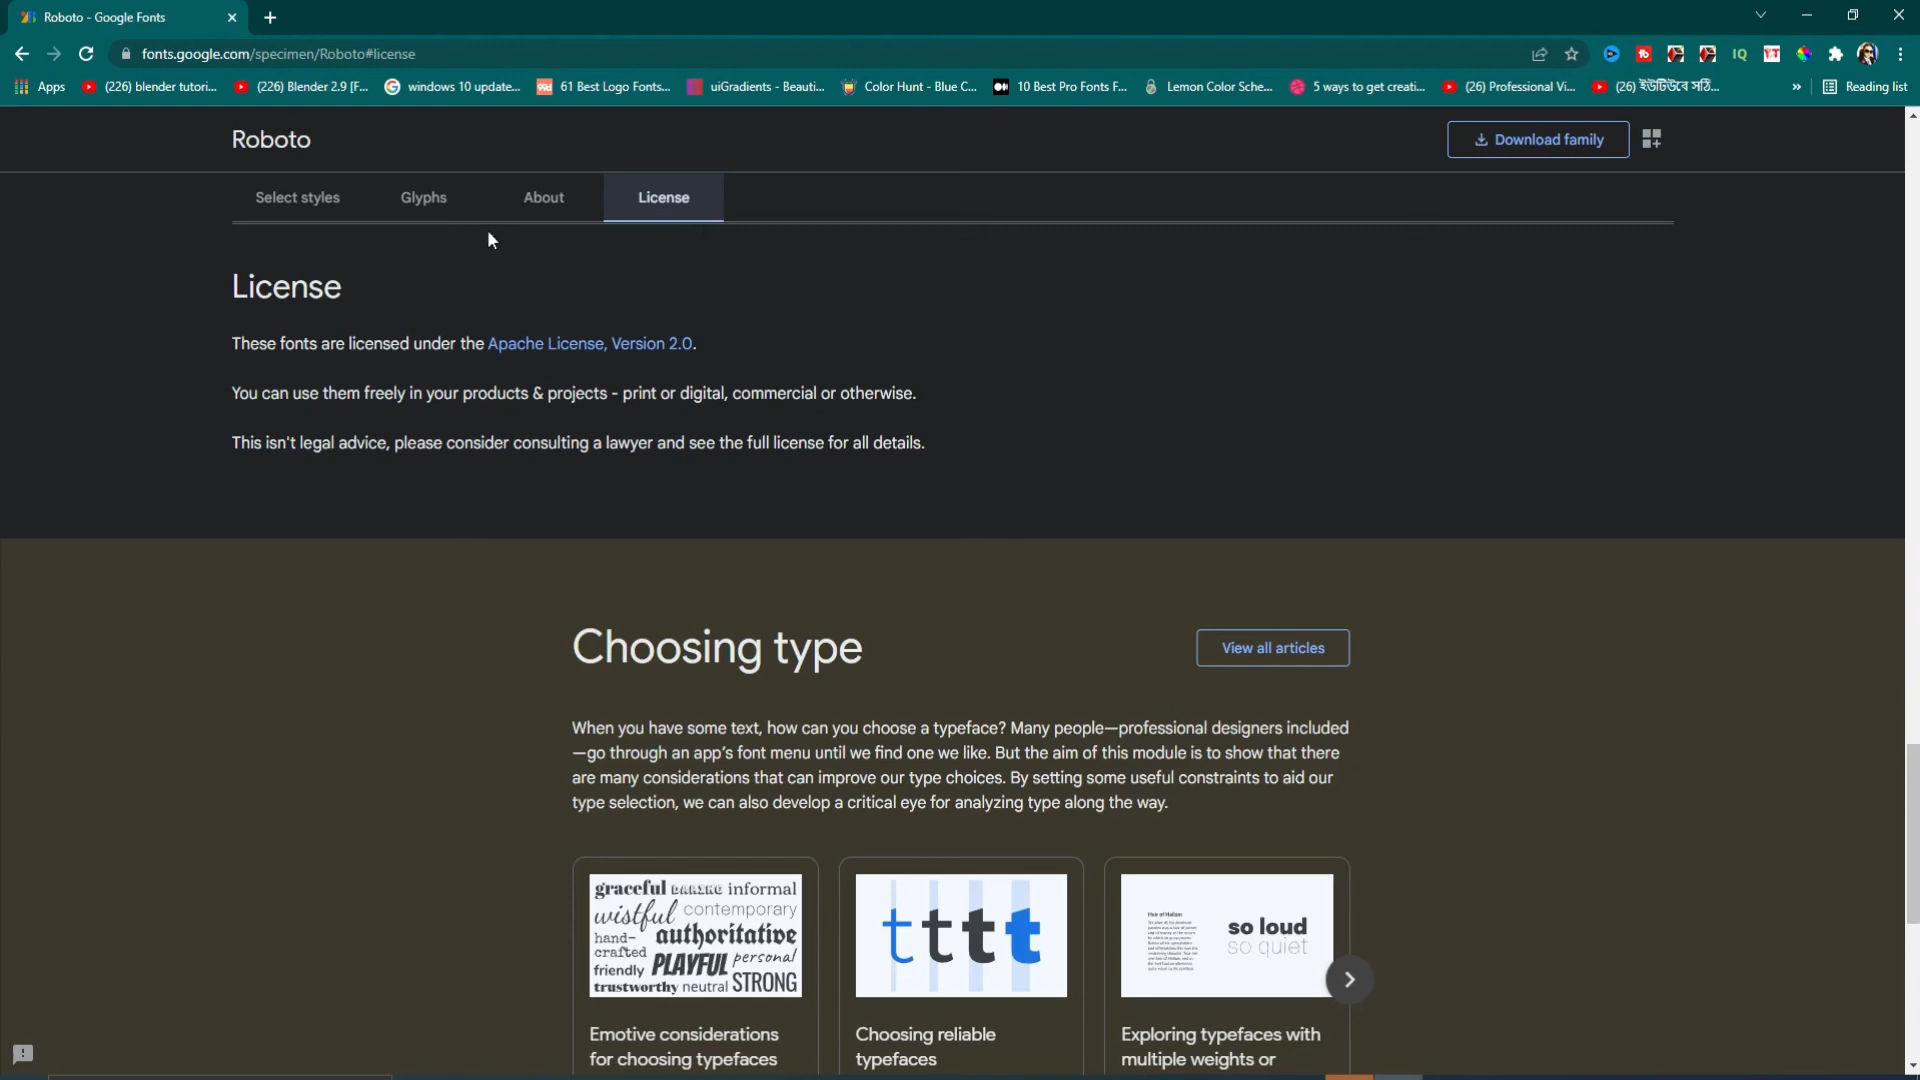 Roboto - Google Fonts
fonts.google.com/specimen/Roboto#license
Apps (226) blender tutori... (226) Blender 2.9 [F... windows 10 update... 61 Best Logo Fonts... uiGradients - Beauti... Color Hunt - Blue C... 10 Best Pro Fonts F... Lemon Color Sche... 5 ways to get creati... (26) Professional Vi... (26) ইউটিউবে সঠি... » Reading list
Roboto
Download family
Select styles Glyphs About License
License
These fonts are licensed under the Apache License, Version 2.0.
You can use them freely in your products & projects - print or digital, commercial or otherwise.
This isn't legal advice, please consider consulting a lawyer and see the full license for all details.
Choosing type
View all articles
When you have some text, how can you choose a typeface? Many people—professional designers included
—go through an app's font menu until we find one we like. But the aim of this module is to show that there
are many considerations that can improve our type choices. By setting some useful constraints to aid our
type selection, we can also develop a critical eye for analyzing type along the way.
graceful informal
wistful contemporary
hand- authoritative
crafted
friendly PLAYFUL personal
trustworthy neutral STRONG
t t t t
so loud
so quiet
Emotive considerations
for choosing typefaces
Choosing reliable
typefaces
Exploring typefaces with
multiple weights or